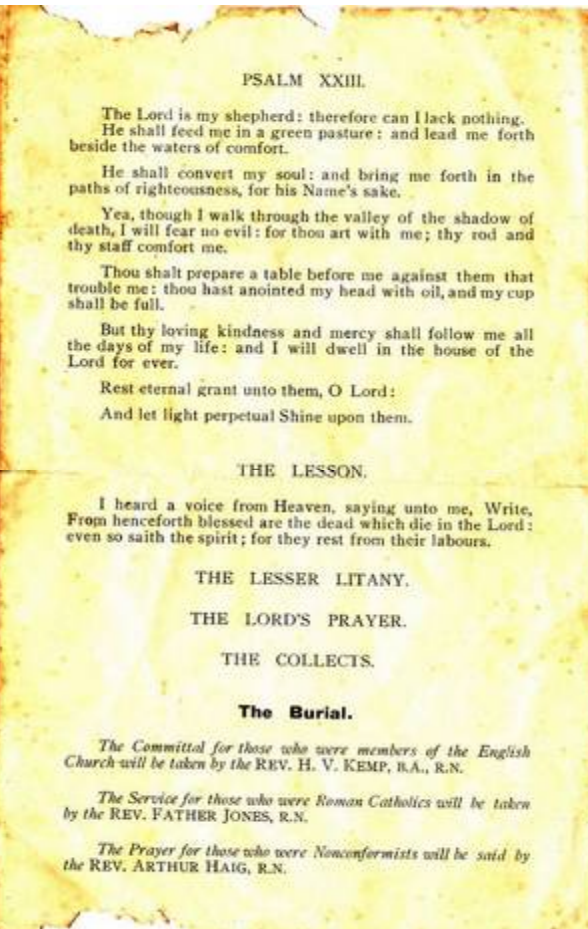 PSALM XXIII.
The Lord is my shepherd: therefore can I lack nothing.
He shall feed me in a green pasture: and lead me forth
beside the waters of comfort.
He shall convert my soul: and bring me forth in the
paths of righteousness, for his Name's sake.
Yea, though I walk through the valley of the shadow of
death, I will fear no evil: for thou art with me; thy rod and
thy staff comfort me.
Thou shalt prepare a table before me against them that
trouble me: thou hast anointed my head with oil, and my cup
shall be full.
But thy loving kindness and mercy shall follow me all
the days of my life: and I will dwell in the house of the
Lord for ever.
Rest eternal grant unto them, O Lord:
And let light perpetual Shine upon them.
THE LESSON.
I heard a voice from Heaven, saying unto me, Write,
From henceforth blessed are the dead which die in the Lord:
even so saith the spirit; for they rest from their labours.
THE LESSER LITANY.
THE LORD'S PRAYER.
THE COLLECTS.
The Burial.
The Committal for those who were members of the English
Church will be taken by the REV. H. V. KEMP, B.A., R.N.
The Service for those who were Roman Catholics will be taken
by the REV. FATHER JONES, R.N.
The Prayer for those who were Nonconformists will be said by
the REV. ARTHUR HAIG, R.N.